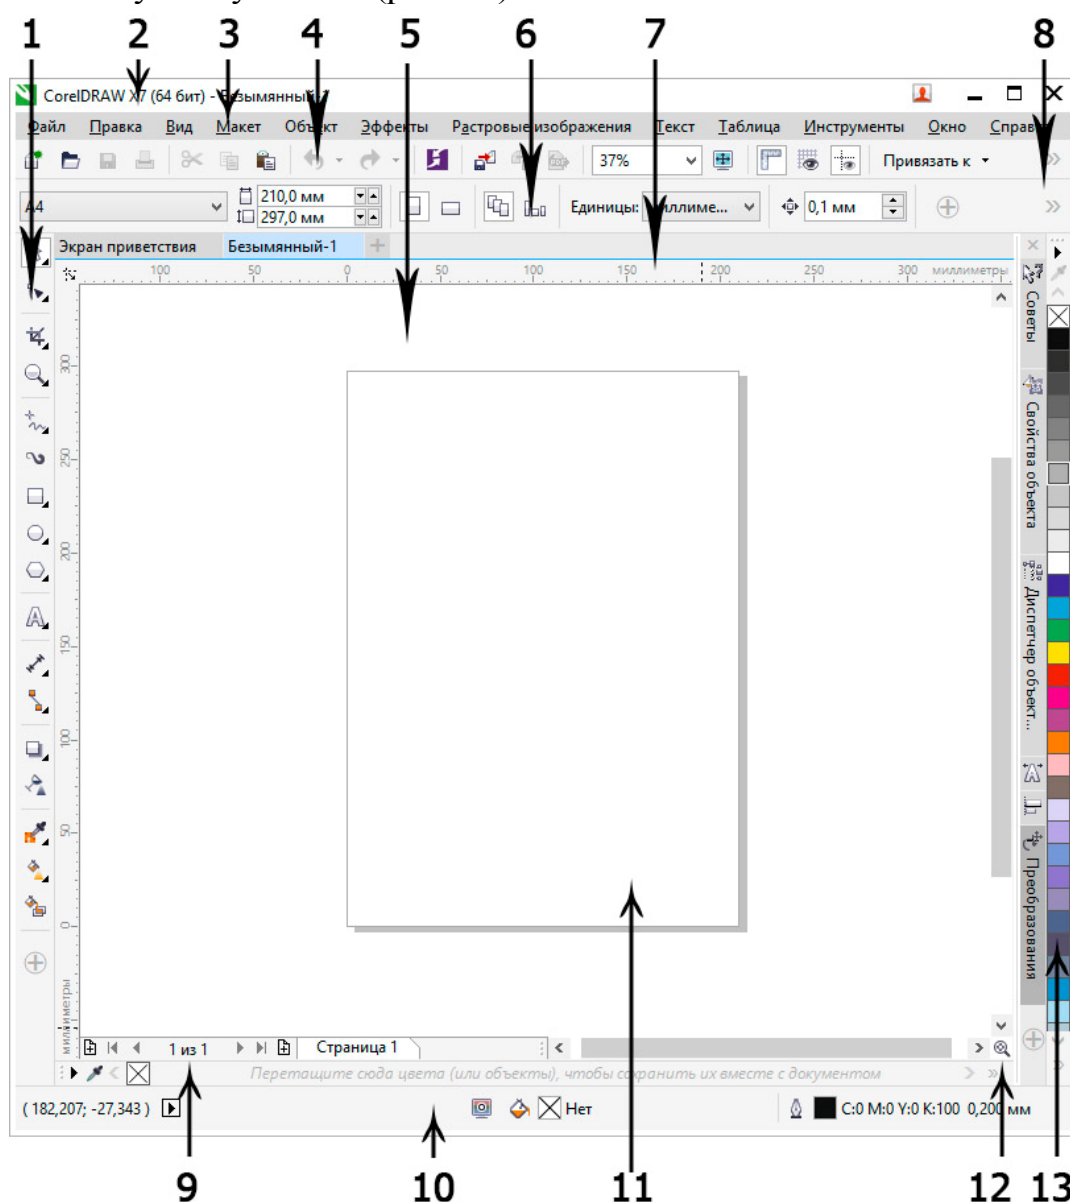 1 2 3 4 5 6 7 8
CorelDRAW X7 (64 бит) - Безымянный-1
Файл Правка Вид Макет Объект Эффекты Растровые изображения Текст Таблица Инструменты Окно Справка
37% Привязать к
A4 210,0 мм 297,0 мм Единицы: миллиме... 0,1 мм
Экран приветствия Безымянный-1
100 50 0 50 100 150 200 250 300 миллиметры
300
250
200
150
100
50
0
миллиметры
Советы
Свойства объекта
Диспетчер объект...
Преобразования
1 из 1 Страница 1
Перетащите сюда цвета (или объекты), чтобы сохранить их вместе с документом
( 182,207; -27,343 ) Нет C:0 M:0 Y:0 K:100 0,200 мм
9 10 11 12 13